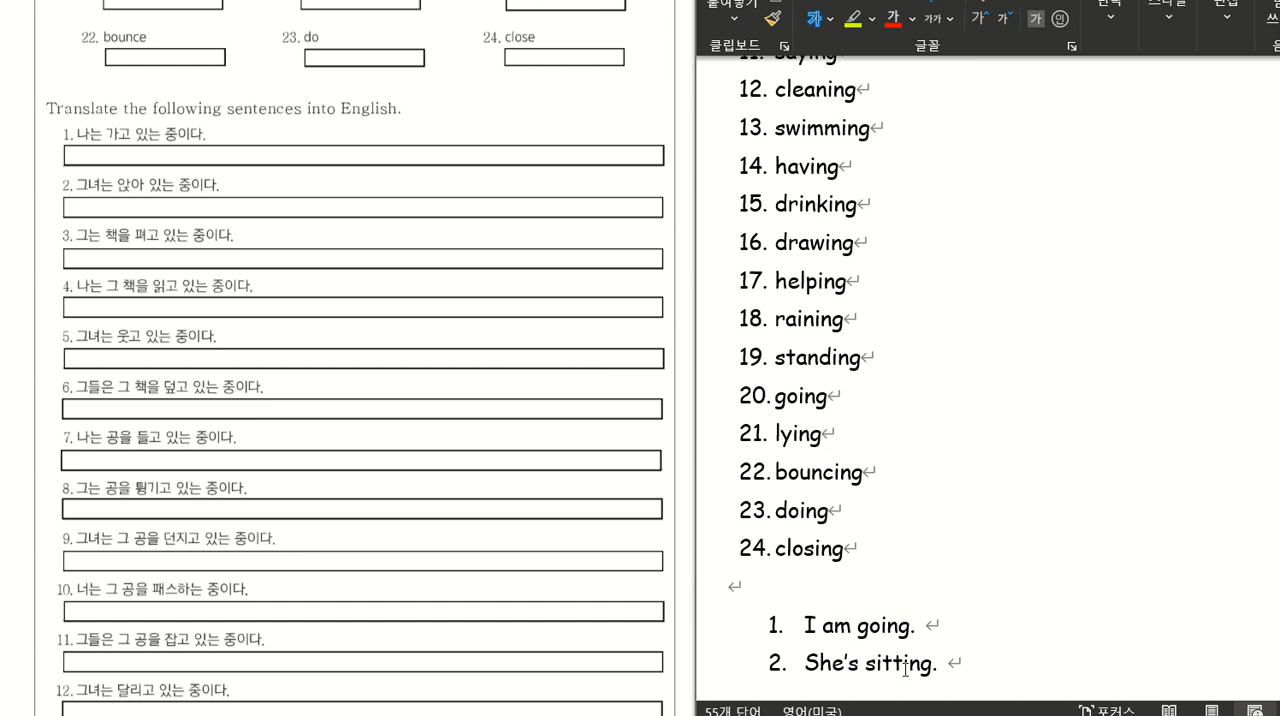 22. bounce 23. do 24. close
Translate the following sentences into English.
1. 나는 가고 있는 중이다.
2. 그녀는 앉아 있는 중이다.
3. 그는 책을 펴고 있는 중이다.
4. 나는 그 책을 읽고 있는 중이다.
5. 그녀는 웃고 있는 중이다.
6. 그들은 그 책을 덮고 있는 중이다.
7. 나는 공을 들고 있는 중이다.
8. 그는 공을 튕기고 있는 중이다.
9. 그녀는 그 공을 던지고 있는 중이다.
10. 너는 그 공을 패스하는 중이다.
11. 그들은 그 공을 잡고 있는 중이다.
12. 그녀는 달리고 있는 중이다.
가 가 가가 가 가 가 인
클립보드 글꼴
11. saying
12. cleaning
13. swimming
14. having
15. drinking
16. drawing
17. helping
18. raining
19. standing
20. going
21. lying
22. bouncing
23. doing
24. closing
1. I am going.
2. She's sitting.
55개 단어 영어(미국) 포커스